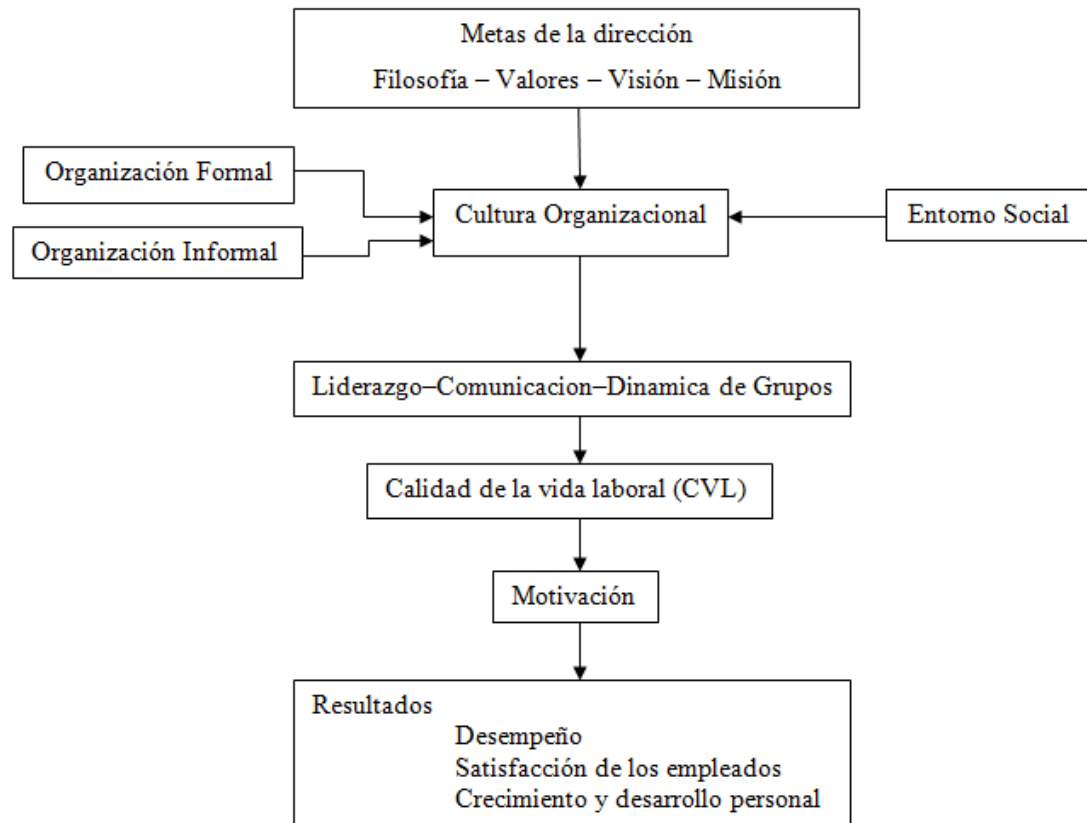 Metas de la dirección
Filosofía – Valores – Visión – Misión
Organización Formal
Cultura Organizacional
Entorno Social
Organización Informal
Liderazgo–Comunicacion–Dinamica de Grupos
Calidad de la vida laboral (CVL)
Motivación
Resultados
Desempeño
Satisfacción de los empleados
Crecimiento y desarrollo personal